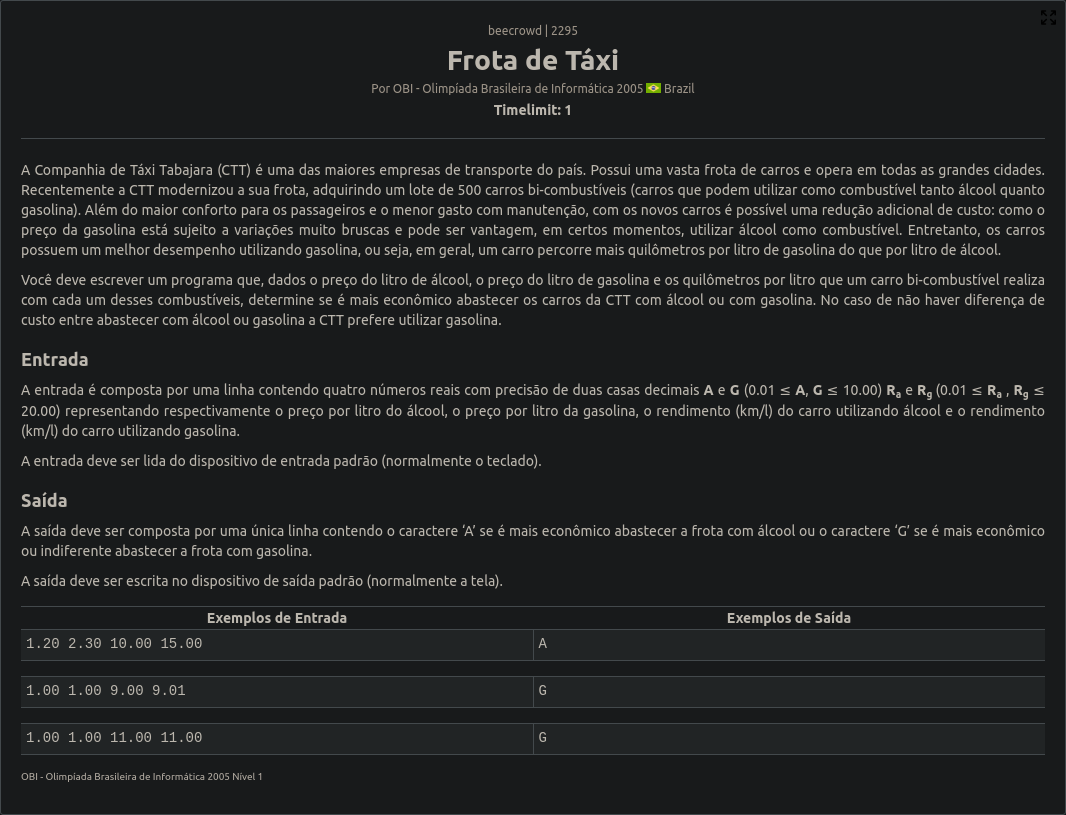 beecrowd | 2295
Frota de Táxi
Por OBI - Olimpíada Brasileira de Informática 2005 Brazil
Timelimit: 1
A Companhia de Táxi Tabajara (CTT) é uma das maiores empresas de transporte do país. Possui uma vasta frota de carros e opera em todas as grandes cidades.
Recentemente a CTT modernizou a sua frota, adquirindo um lote de 500 carros bi-combustíveis (carros que podem utilizar como combustível tanto álcool quanto
gasolina). Além do maior conforto para os passageiros e o menor gasto com manutenção, com os novos carros é possível uma redução adicional de custo: como o
preço da gasolina está sujeito a variações muito bruscas e pode ser vantagem, em certos momentos, utilizar álcool como combustível. Entretanto, os carros
possuem um melhor desempenho utilizando gasolina, ou seja, em geral, um carro percorre mais quilômetros por litro de gasolina do que por litro de álcool.
Você deve escrever um programa que, dados o preço do litro de álcool, o preço do litro de gasolina e os quilômetros por litro que um carro bi-combustível realiza
com cada um desses combustíveis, determine se é mais econômico abastecer os carros da CTT com álcool ou com gasolina. No caso de não haver diferença de
custo entre abastecer com álcool ou gasolina a CTT prefere utilizar gasolina.
Entrada
A entrada é composta por uma linha contendo quatro números reais com precisão de duas casas decimais A e G (0.01 ≤ A, G ≤ 10.00) Ra e Rg (0.01 ≤ Ra , Rg ≤
20.00) representando respectivamente o preço por litro do álcool, o preço por litro da gasolina, o rendimento (km/l) do carro utilizando álcool e o rendimento
(km/l) do carro utilizando gasolina.
A entrada deve ser lida do dispositivo de entrada padrão (normalmente o teclado).
Saída
A saída deve ser composta por uma única linha contendo o caractere ‘A’ se é mais econômico abastecer a frota com álcool ou o caractere ‘G’ se é mais econômico
ou indiferente abastecer a frota com gasolina.
A saída deve ser escrita no dispositivo de saída padrão (normalmente a tela).
Exemplos de Entrada Exemplos de Saída
1.20 2.30 10.00 15.00 A
1.00 1.00 9.00 9.01 G
1.00 1.00 11.00 11.00 G
OBI - Olimpíada Brasileira de Informática 2005 Nível 1